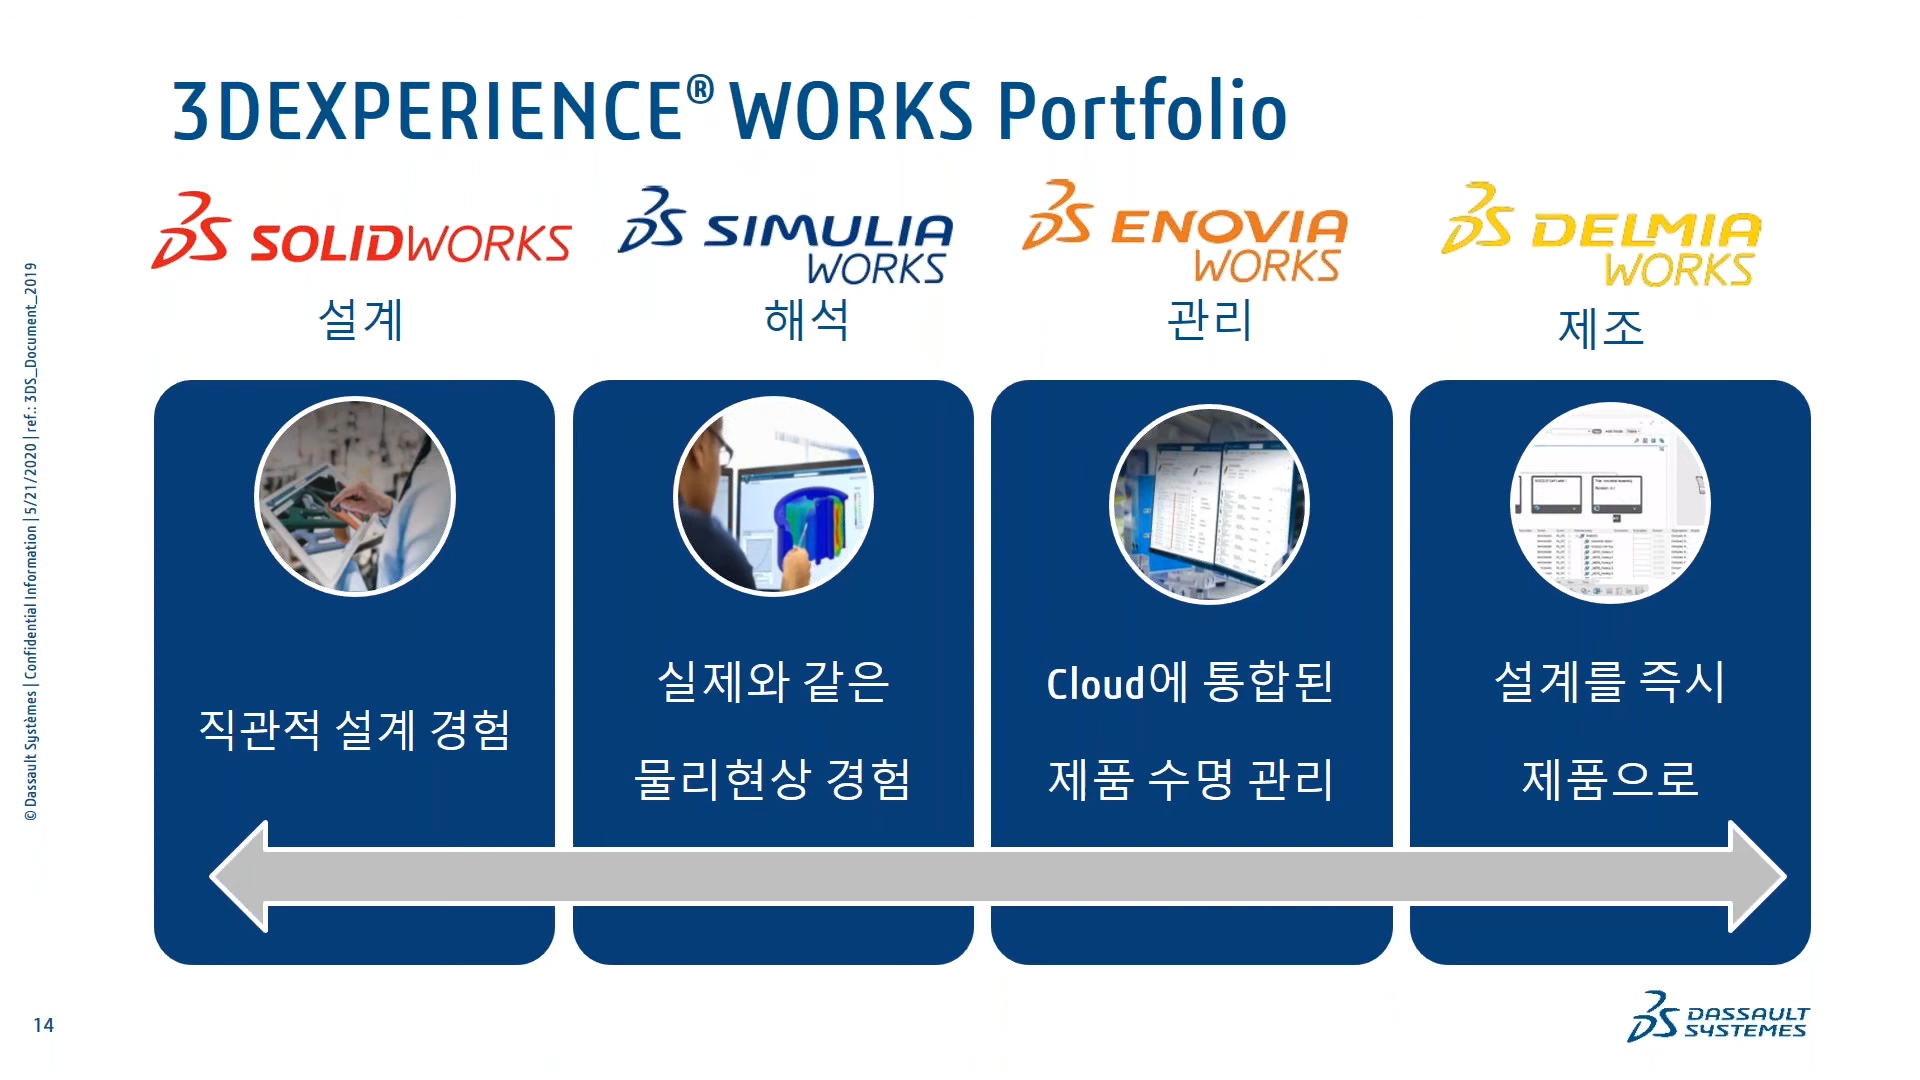 3DEXPERIENCE® WORKS Portfolio
SOLIDWORKS
SIMULIA
WORKS
ENOVIA
WORKS
DELMIA
WORKS
설계
해석
관리
제조
직관적 설계 경험
실제와 같은
물리현상 경험
Cloud에 통합된
제품 수명 관리
설계를 즉시
제품으로
© Dassault Systèmes | Confidential Information | 5/21/2020 | ref.: 3DS_Document_2019
14
DASSAULT
SYSTEMES